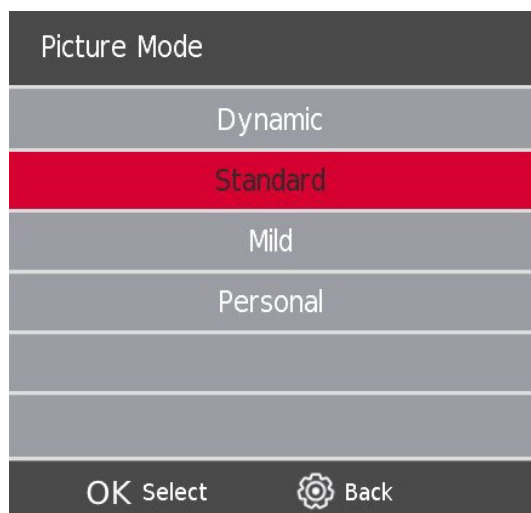 Picture Mode
Dynamic
Standard
Mild
Personal
OK Select Back